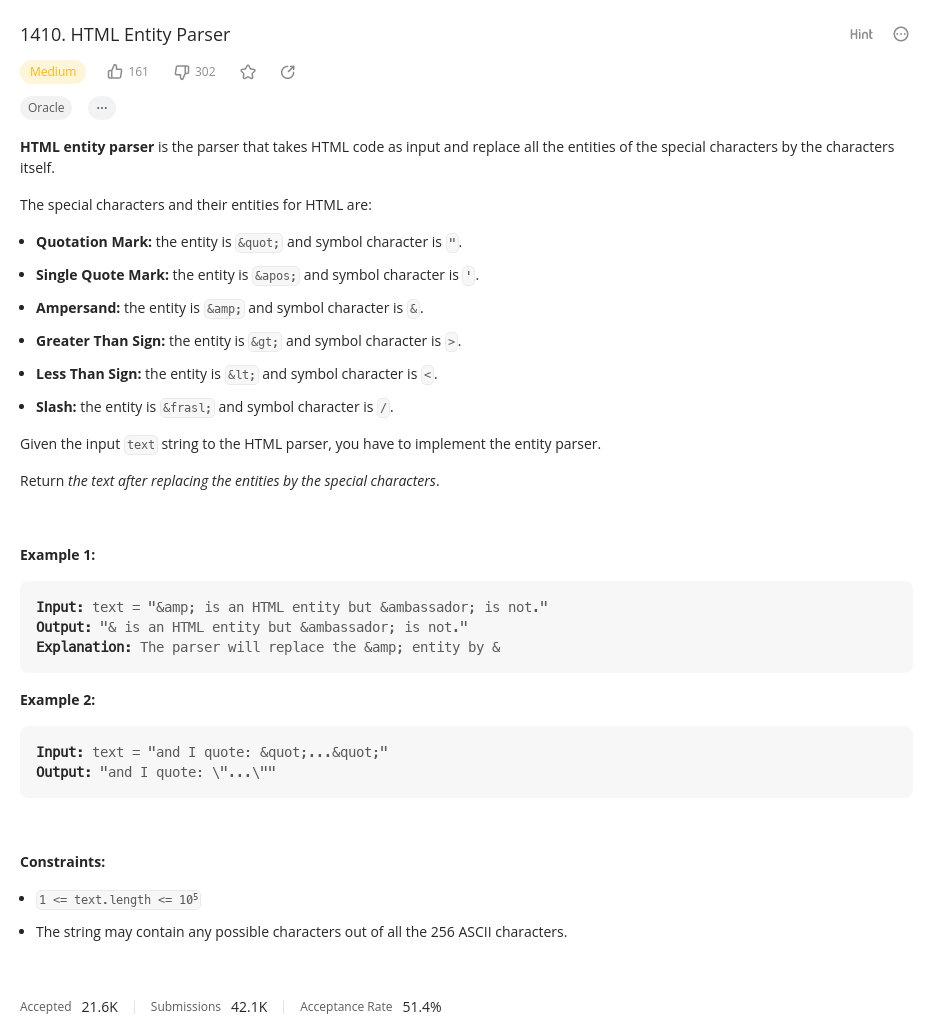 1410. HTML Entity Parser
Hint
Medium 161 302
Oracle ...
HTML entity parser is the parser that takes HTML code as input and replace all the entities of the special characters by the characters
itself.
The special characters and their entities for HTML are:
• Quotation Mark: the entity is &quot; and symbol character is ".
• Single Quote Mark: the entity is &apos; and symbol character is '.
• Ampersand: the entity is &amp; and symbol character is &.
• Greater Than Sign: the entity is &gt; and symbol character is >.
• Less Than Sign: the entity is &lt; and symbol character is <.
• Slash: the entity is &frasl; and symbol character is /.
Given the input text string to the HTML parser, you have to implement the entity parser.
Return the text after replacing the entities by the special characters.
Example 1:
Input: text = "&amp; is an HTML entity but &ambassador; is not."
Output: "& is an HTML entity but &ambassador; is not."
Explanation: The parser will replace the &amp; entity by &
Example 2:
Input: text = "and I quote: &quot;...&quot;"
Output: "and I quote: \"...\""
Constraints:
• 1 <= text.length <= 10⁵
• The string may contain any possible characters out of all the 256 ASCII characters.
Accepted 21.6K Submissions 42.1K Acceptance Rate 51.4%